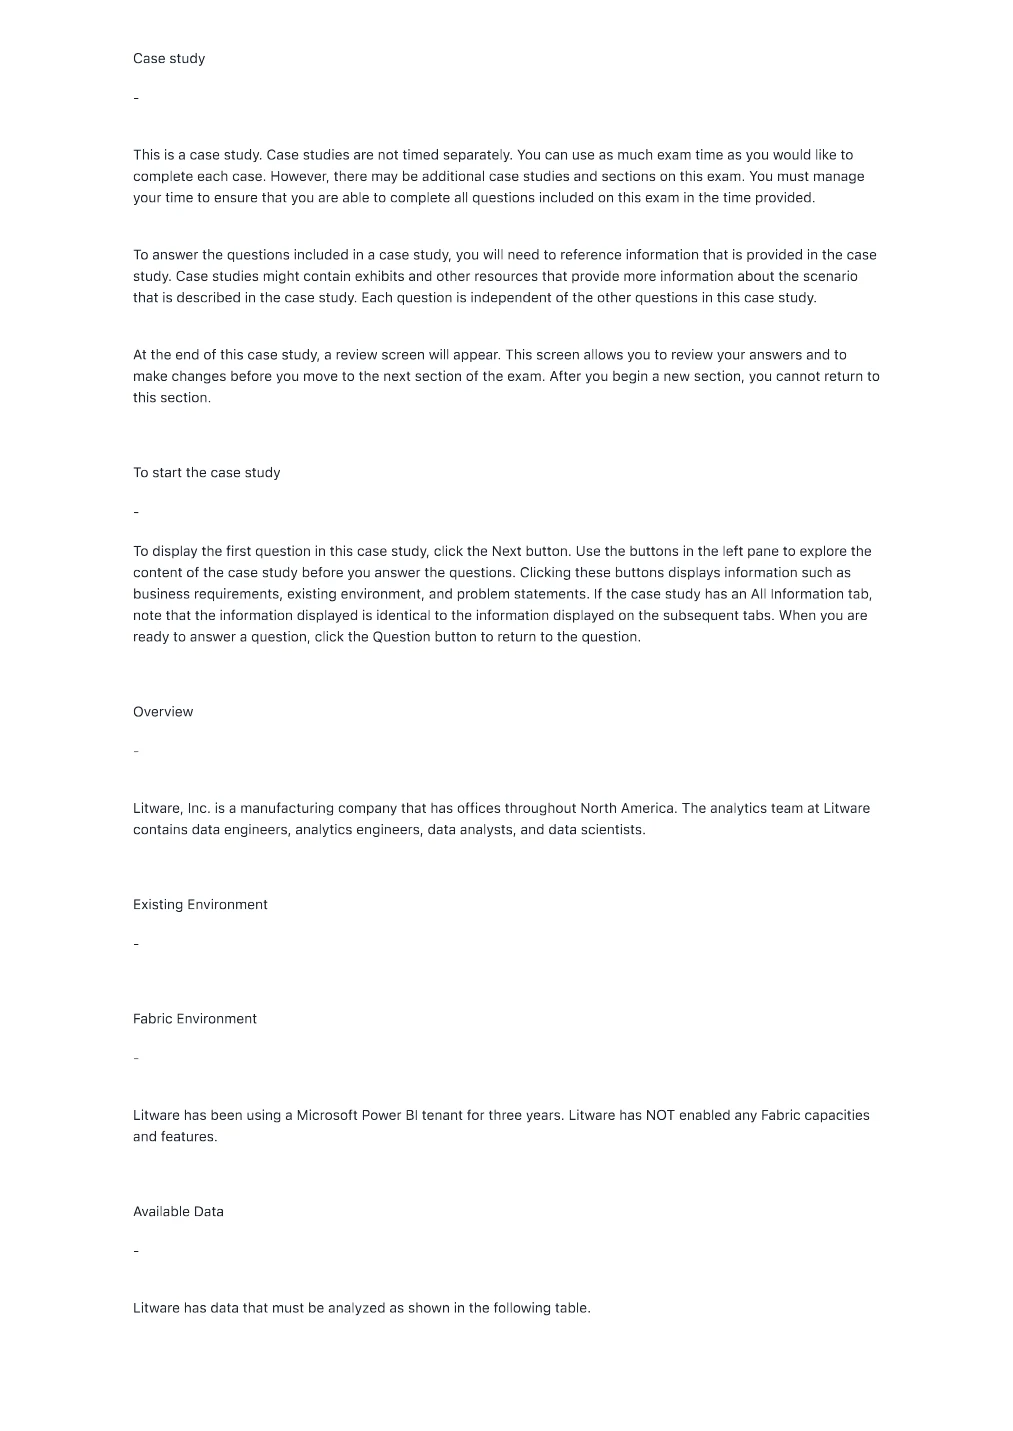 Case study
-
This is a case study. Case studies are not timed separately. You can use as much exam time as you would like to
complete each case. However, there may be additional case studies and sections on this exam. You must manage
your time to ensure that you are able to complete all questions included on this exam in the time provided.
To answer the questions included in a case study, you will need to reference information that is provided in the case
study. Case studies might contain exhibits and other resources that provide more information about the scenario
that is described in the case study. Each question is independent of the other questions in this case study.
At the end of this case study, a review screen will appear. This screen allows you to review your answers and to
make changes before you move to the next section of the exam. After you begin a new section, you cannot return to
this section.
To start the case study
-
To display the first question in this case study, click the Next button. Use the buttons in the left pane to explore the
content of the case study before you answer the questions. Clicking these buttons displays information such as
business requirements, existing environment, and problem statements. If the case study has an All Information tab,
note that the information displayed is identical to the information displayed on the subsequent tabs. When you are
ready to answer a question, click the Question button to return to the question.
Overview
-
Litware, Inc. is a manufacturing company that has offices throughout North America. The analytics team at Litware
contains data engineers, analytics engineers, data analysts, and data scientists.
Existing Environment
-
Fabric Environment
-
Litware has been using a Microsoft Power BI tenant for three years. Litware has NOT enabled any Fabric capacities
and features.
Available Data
-
Litware has data that must be analyzed as shown in the following table.